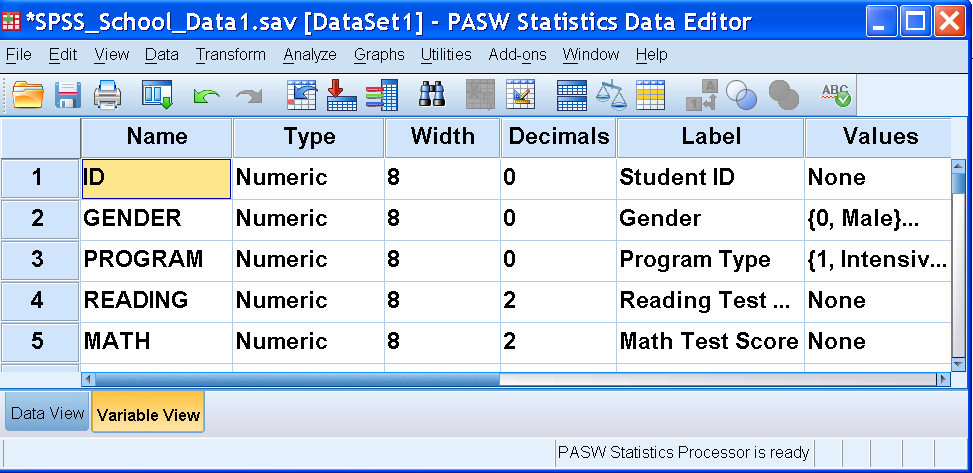 *SPSS_School_Data1.sav [DataSet1] - PASW Statistics Data Editor
File Edit View Data Transform Analyze Graphs Utilities Add-ons Window Help
A
1
ABC
Name Type Width Decimals Label Values
1 ID Numeric 8 0 Student ID None
2 GENDER Numeric 8 0 Gender {0, Male}...
3 PROGRAM Numeric 8 0 Program Type {1, Intensiv...
4 READING Numeric 8 2 Reading Test ... None
5 MATH Numeric 8 2 Math Test Score None
Data View Variable View
PASW Statistics Processor is ready